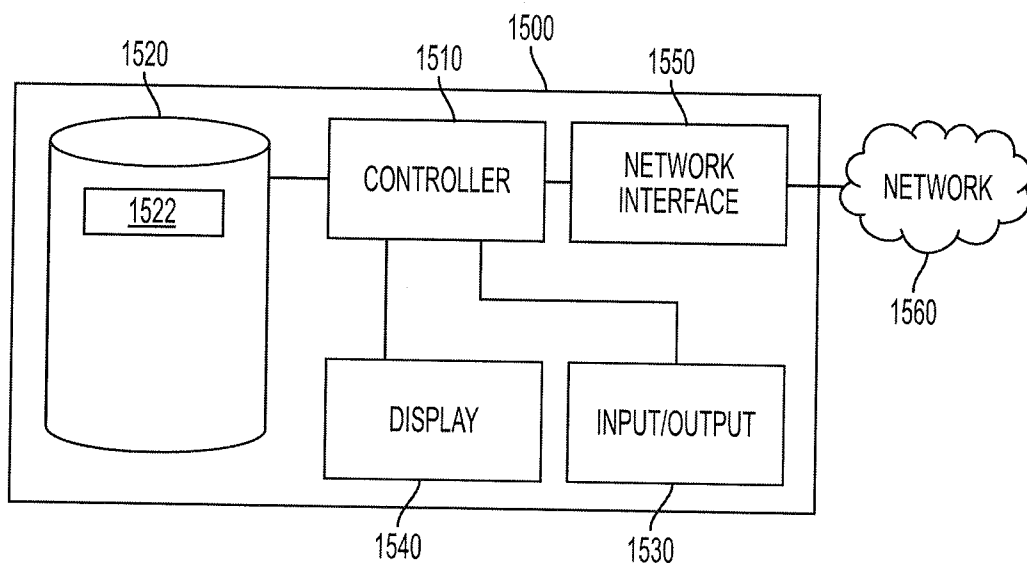 1500
1520
1510
1550
CONTROLLER
NETWORK
INTERFACE
NETWORK
1522
1560
DISPLAY
INPUT/OUTPUT
1540
1530